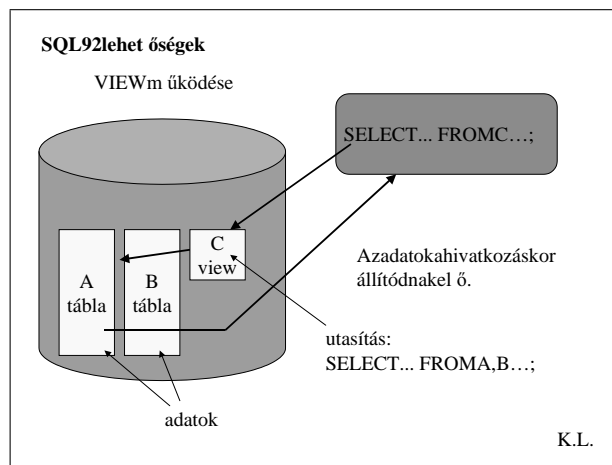 SQL92lehet őségek
VIEWm űködése
SELECT... FROMC…;
C
view
A
tábla
B
tábla
Azadatokahivatkozáskor
állítódnakel ő.
utasítás:
SELECT... FROMA,B…;
adatok
K.L.